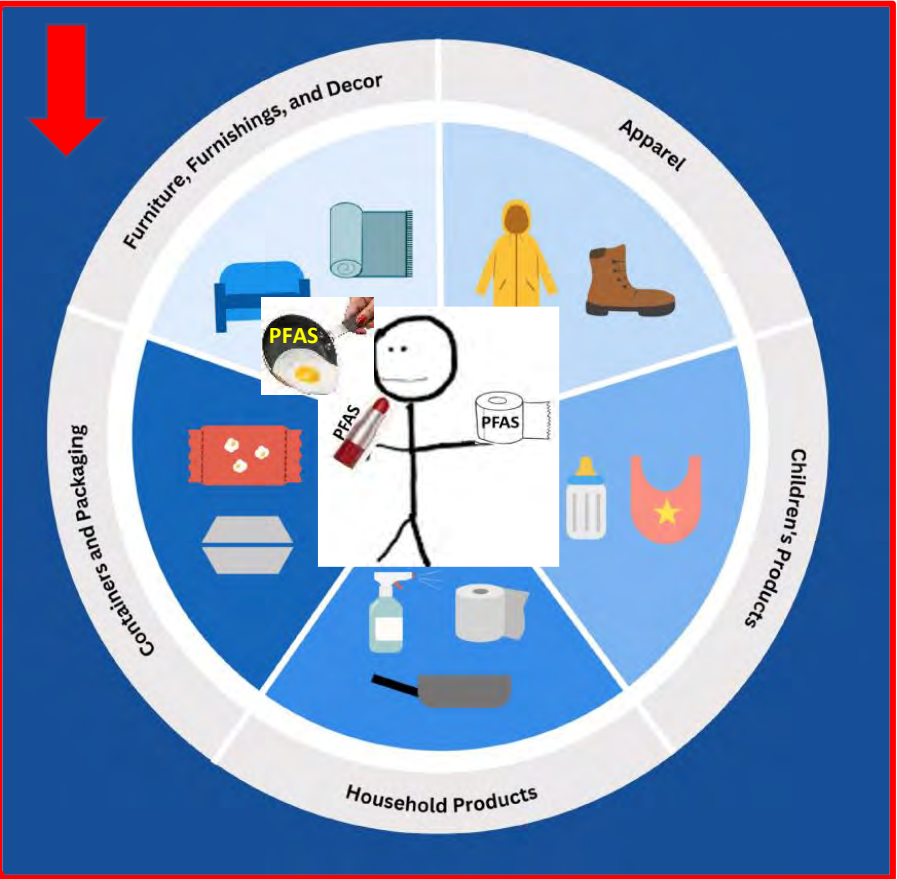 Furniture, Furnishings, and Decor
Apparel
PFAS
PFAS
PFAS
Containers and Packaging
Children's Products
Household Products